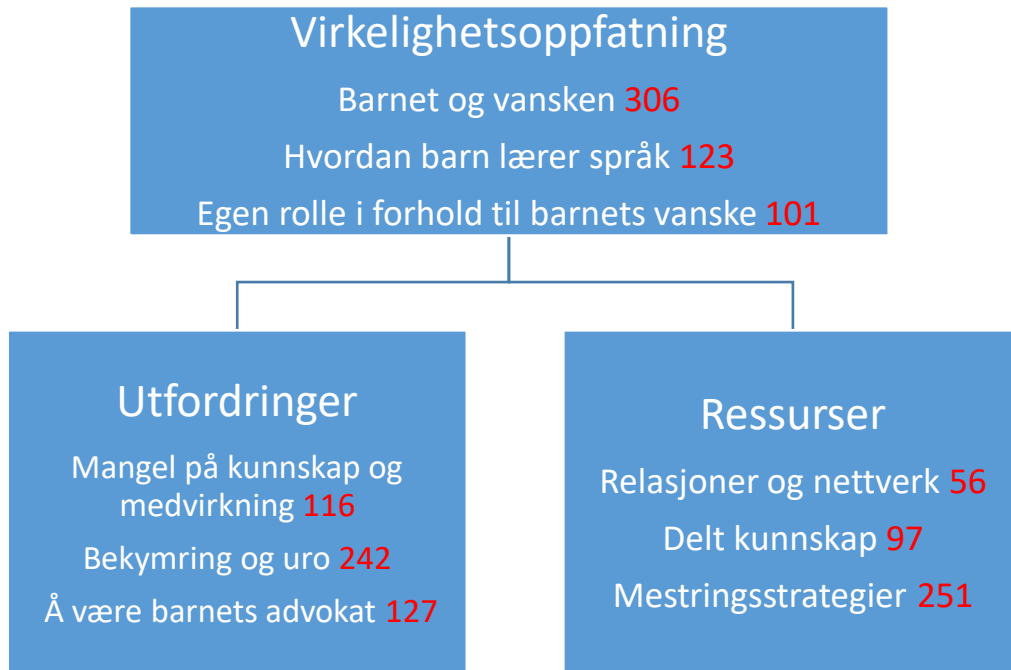 Virkelighetsoppfatning
Barnet og vansken 306
Hvordan barn lærer språk 123
Egen rolle i forhold til barnets vanske 101
Utfordringer
Mangel på kunnskap og
medvirkning 116
Bekymring og uro 242
Å være barnets advokat 127
Ressurser
Relasjoner og nettverk 56
Delt kunnskap 97
Mestringsstrategier 251